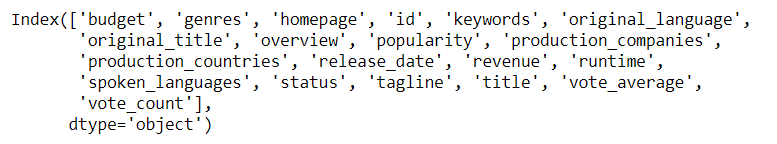 Index(['budget', 'genres', 'homepage', 'id', 'keywords', 'original_language',
'original_title', 'overview', 'popularity', 'production_companies',
'production_countries', 'release_date', 'revenue', 'runtime',
'spoken_languages', 'status', 'tagline', 'title', 'vote_average',
'vote_count'],
dtype='object')